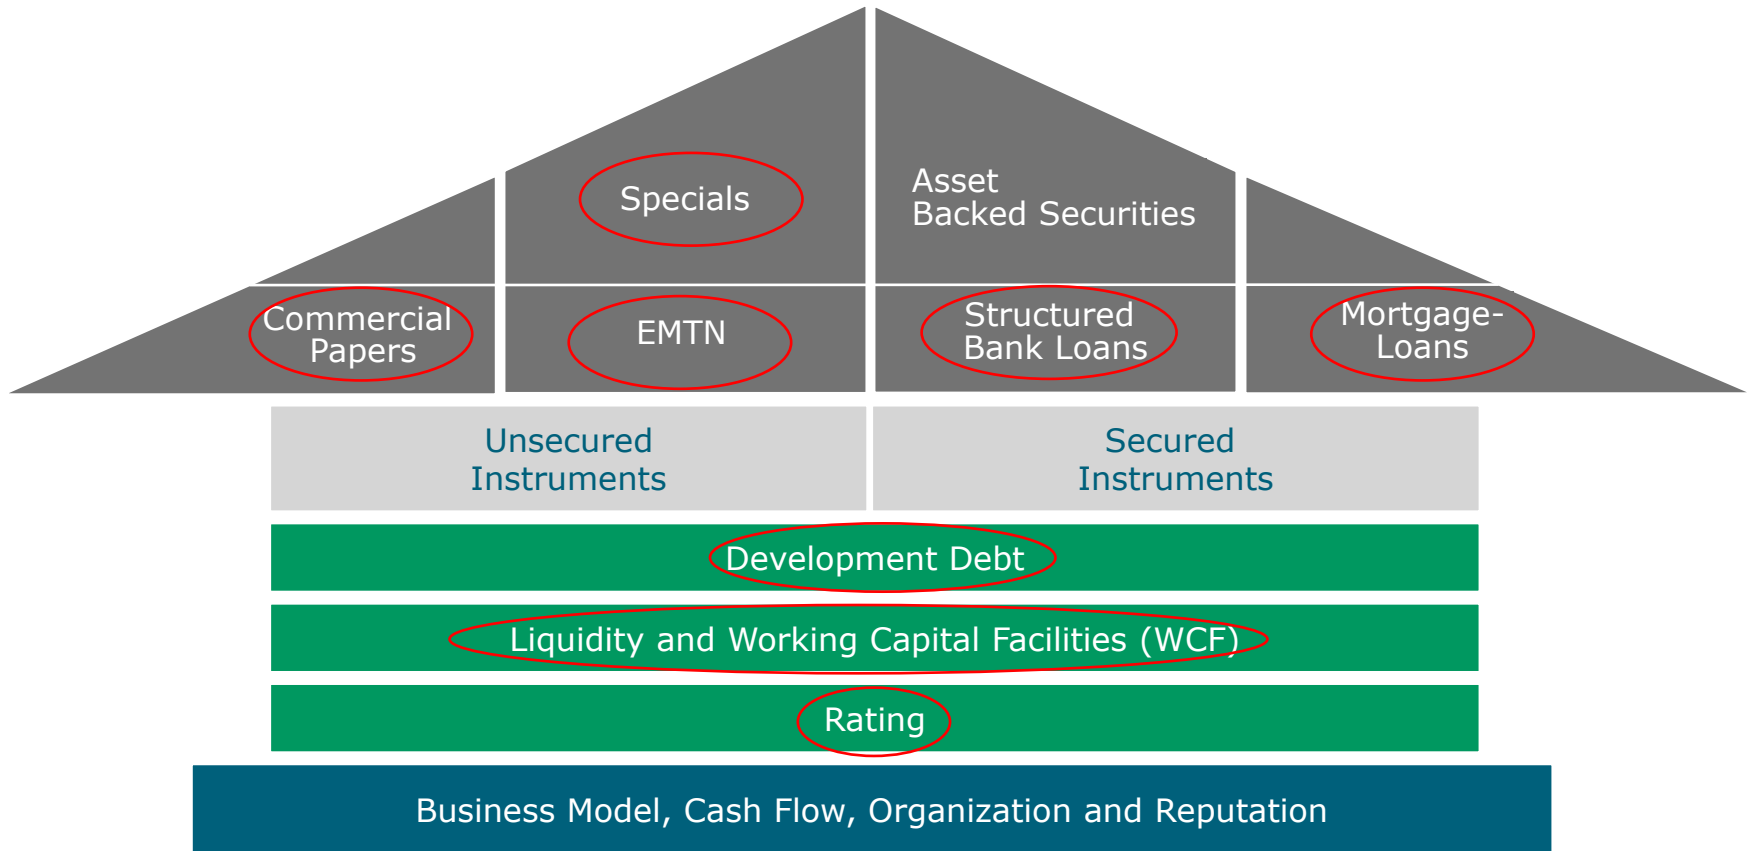 Specials
Asset
Backed Securities
Commercial
Papers
EMTN
Structured
Bank Loans
Mortgage-
Loans
Unsecured
Instruments
Secured
Instruments
Development Debt
Liquidity and Working Capital Facilities (WCF)
Rating
Business Model, Cash Flow, Organization and Reputation